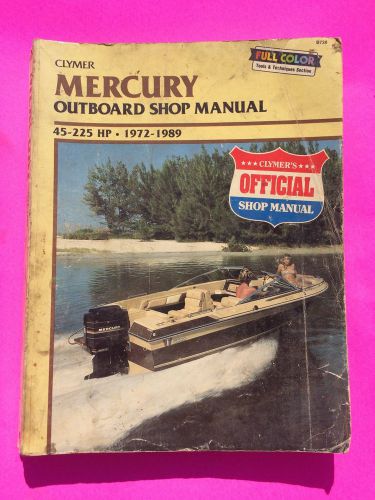 B726
FULL COLOR
Tools & Techniques Section
CLYMER
MERCURY
OUTBOARD SHOP MANUAL
45-225 HP • 1972-1989
★★★ CLYMER'S ★★★
OFFICIAL
SHOP MANUAL
MERCURY